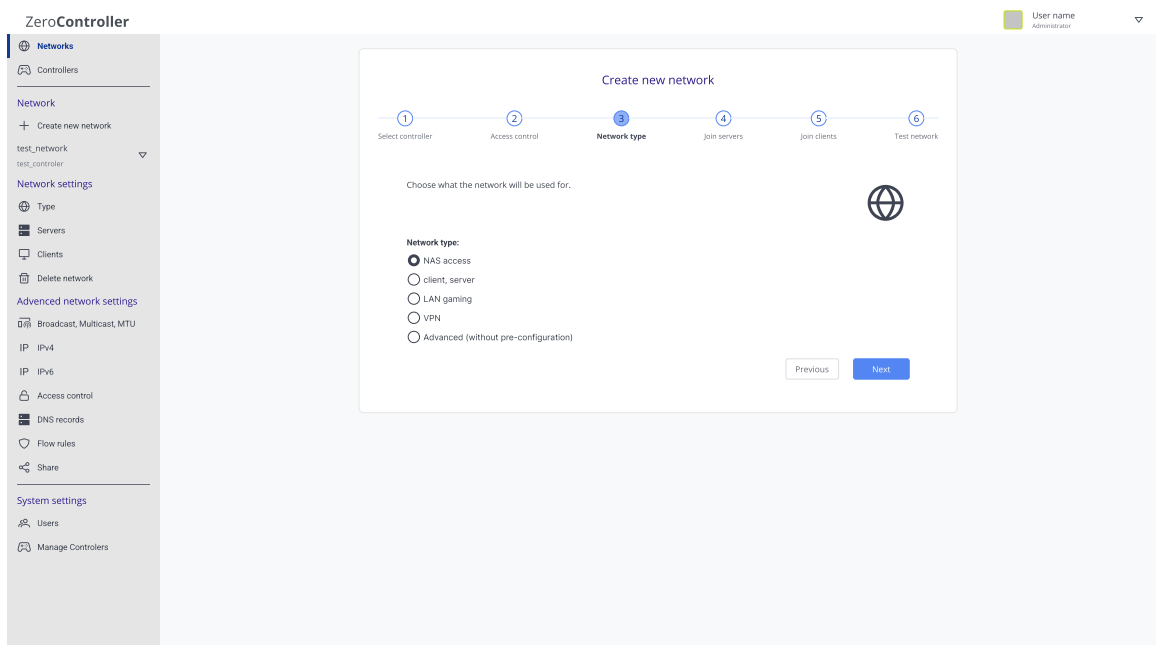 ZeroController
User name
Administrator
Networks
Controllers
Network
Create new network
test_network
test_controler
Network settings
Type
Servers
Clients
Delete network
Advanced network settings
Broadcast, Multicast, MTU
IP IPv4
IP IPv6
Access control
DNS records
Flow rules
Share
System settings
Users
Manage Controlers
Create new network
1 2 3 4 5 6
Select controller Access control Network type Join servers Join clients Test network
Choose what the network will be used for.
Network type:
NAS access
client, server
LAN gaming
VPN
Advanced (without pre-configuration)
Previous Next